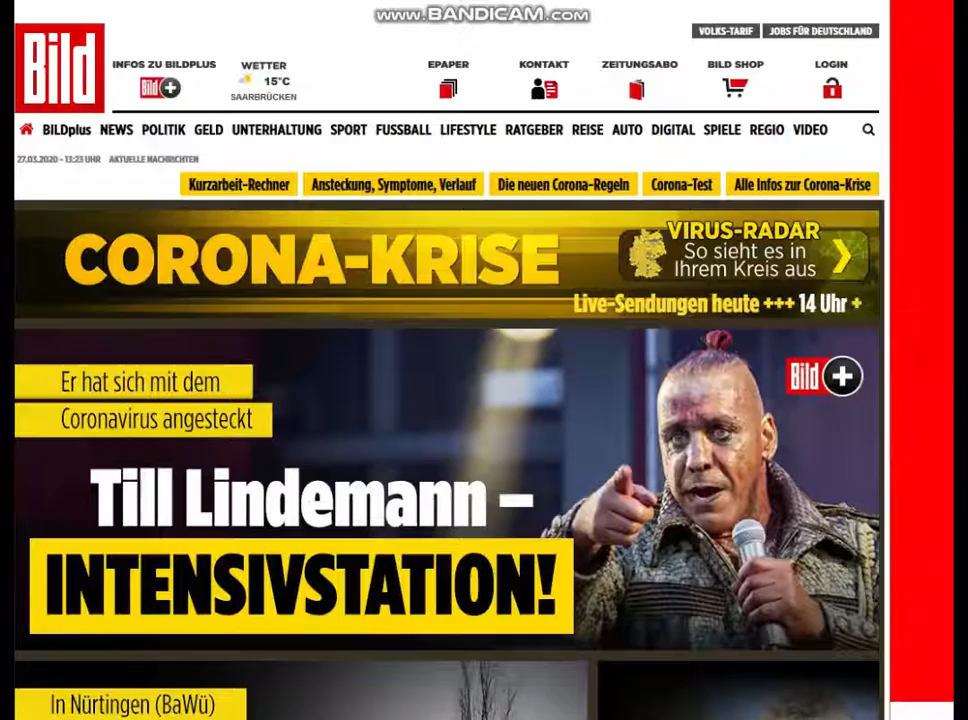 www.BANDICAM.com
VOLKS-TARIF JOBS FÜR DEUTSCHLAND
Bild
INFOS ZU BILDPLUS
Bild+
WETTER
15°C
SAARBRÜCKEN
EPAPER
KONTAKT
ZEITUNGSABO
BILD SHOP
LOGIN
BILDplus NEWS POLITIK GELD UNTERHALTUNG SPORT FUSSBALL LIFESTYLE RATGEBER REISE AUTO DIGITAL SPIELE REGIO VIDEO
27.03.2020 - 13:23 UHR AKTUELLE NACHRICHTEN
Kurzarbeit-Rechner Ansteckung, Symptome, Verlauf Die neuen Corona-Regeln Corona-Test Alle Infos zur Corona-Krise
CORONA-KRISE
VIRUS-RADAR
So sieht es in
Ihrem Kreis aus
Live-Sendungen heute +++ 14 Uhr +
Bild+
Er hat sich mit dem
Coronavirus angesteckt
Till Lindemann –
INTENSIVSTATION!
In Nürtingen (BaWü)